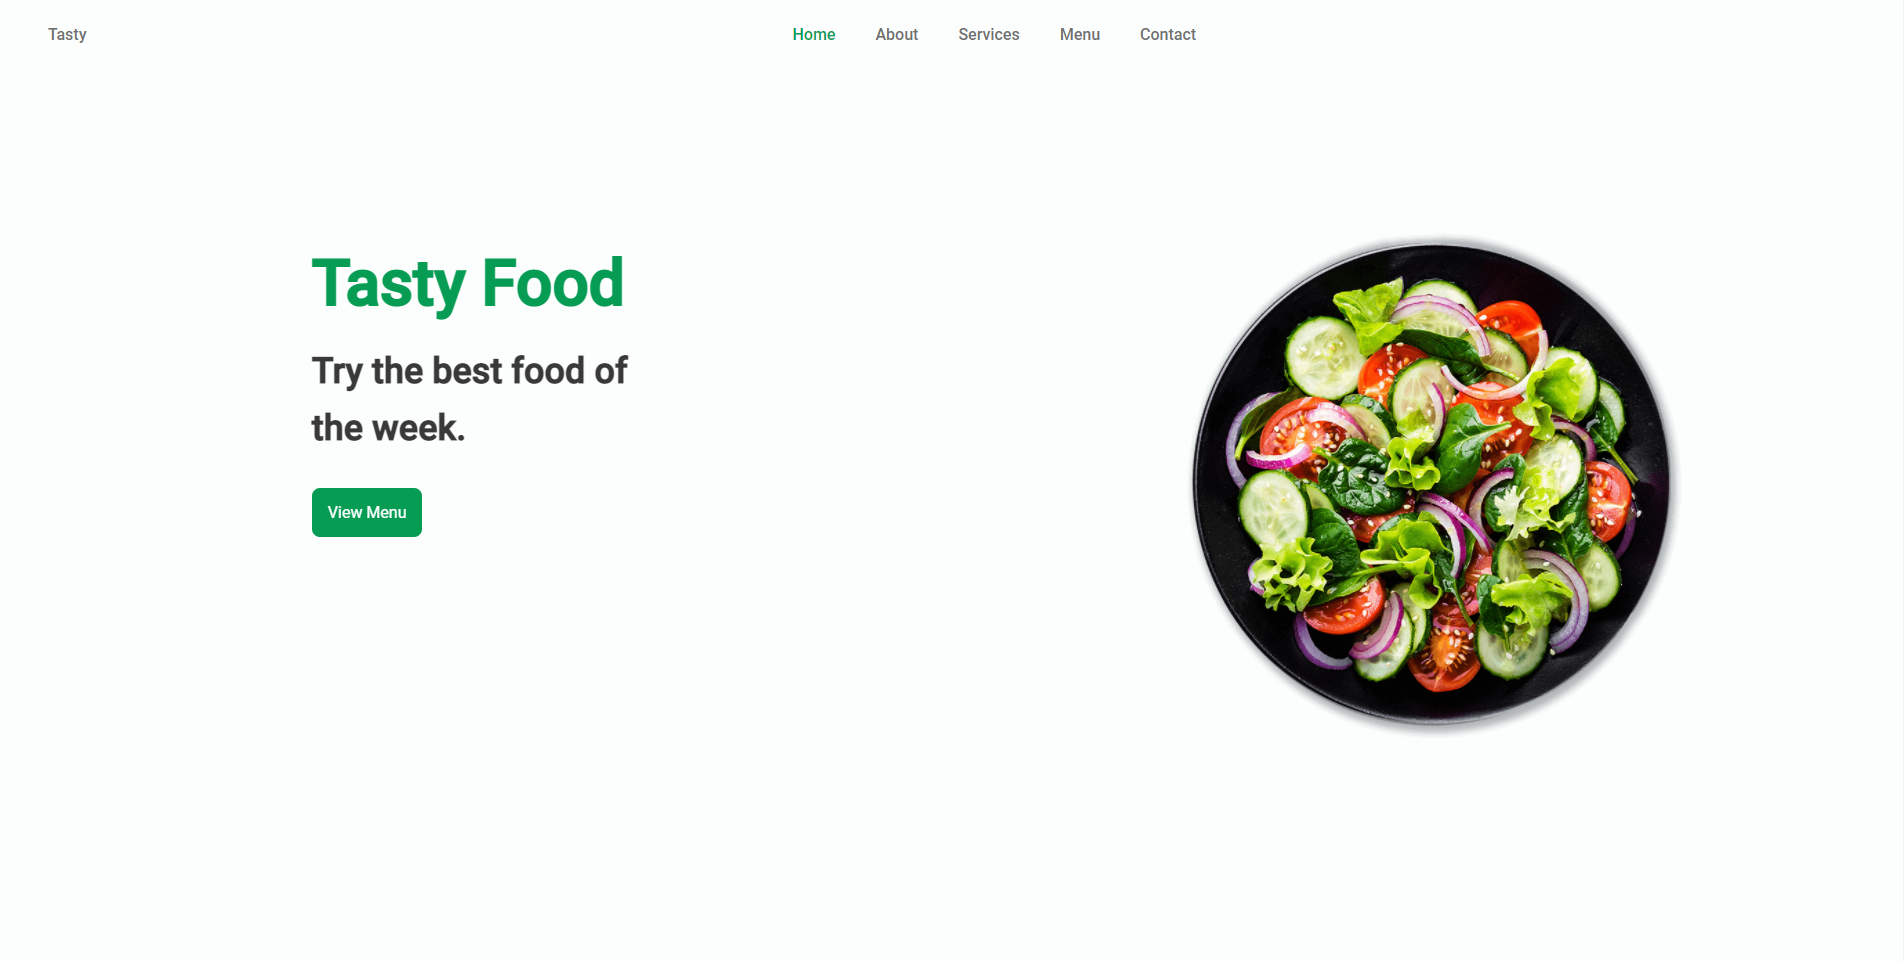 Tasty
Home About Services Menu Contact
Tasty Food
Try the best food of
the week.
View Menu